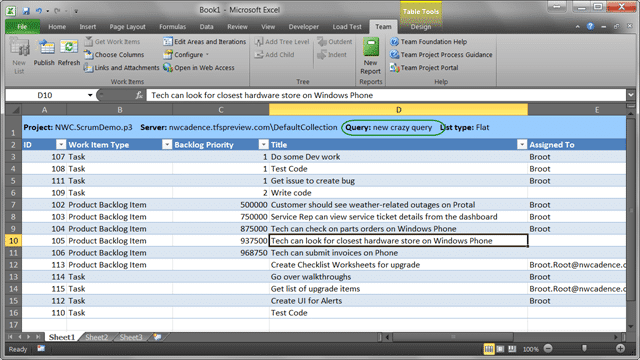 Book1 - Microsoft Excel
Table Tools
File Home Insert Page Layout Formulas Data Review View Developer Load Test Team Design
New List
Publish
Refresh
Get Work Items
Choose Columns
Links and Attachments
Edit Areas and Iterations
Configure
Open in Web Access
Work Items
Add Tree Level
Add Child
Outdent
Indent
Tree
New Report
Reports
Team Foundation Help
Team Project Process Guidance
Team Project Portal
Help
D10 fx Tech can look for closest hardware store on Windows Phone
A B C D E
1 Project: NWC.ScrumDemo.p3 Server: nwcadence.tfspreview.com\DefaultCollection Query: new crazy query List type: Flat
2 ID Work Item Type Backlog Priority Title Assigned To
3 107 Task 1 Do some Dev work Broot
4 108 Task 1 Test Code Broot
5 111 Task 1 Get issue to create bug Broot
6 109 Task 2 Write code
7 102 Product Backlog Item 500000 Customer should see weather-related outages on Protal Broot
8 103 Product Backlog Item 750000 Service Rep can view service ticket details from the dashboard Broot
9 104 Product Backlog Item 875000 Tech can check on parts orders on Windows Phone Broot
10 105 Product Backlog Item 937500 Tech can look for closest hardware store on Windows Phone
11 106 Product Backlog Item 968750 Tech can submit invoices on Phone
12 113 Product Backlog Item Create Checklist Worksheets for upgrade Broot.Root@nwcadence.c
13 114 Task Go over walkthroughs Broot
14 115 Task Get list of upgrade items Broot.Root@nwcadence.c
15 112 Task Create UI for Alerts Broot
16 110 Task Test Code
17
Sheet1 Sheet2 Sheet3
Ready 100%